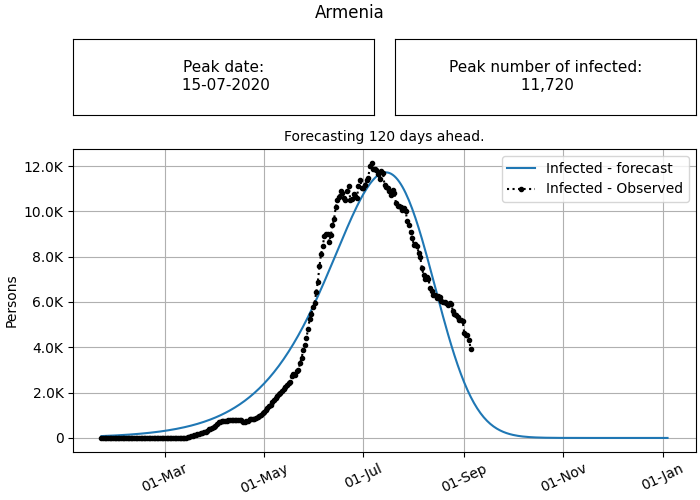 Armenia
Peak date:
15-07-2020
Peak number of infected:
11,720
Forecasting 120 days ahead.
12.0K
10.0K
8.0K
6.0K
4.0K
2.0K
0
Persons
Infected - forecast
Infected - Observed
01-Mar
01-May
01-Jul
01-Sep
01-Nov
01-Jan